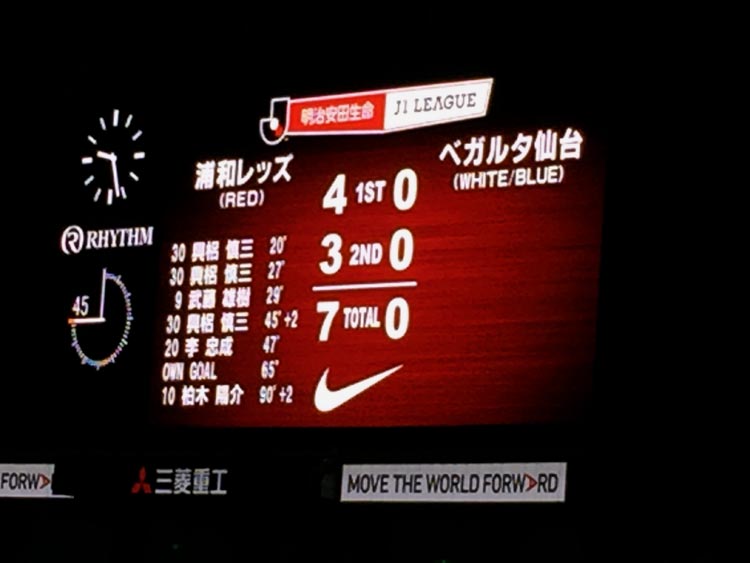 明治安田生命 J1 LEAGUE
浦和レッズ
(RED)
ベガルタ仙台
(WHITE/BLUE)
4 1ST 0
3 2ND 0
7 TOTAL 0
30 興梠 慎三 20'
30 興梠 慎三 27'
9 武藤 雄樹 29'
30 興梠 慎三 45'+2
20 李 忠成 47'
OWN GOAL 65'
10 柏木 陽介 90'+2
RHYTHM
45
FORWARD
三菱重工
MOVE THE WORLD FORWARD